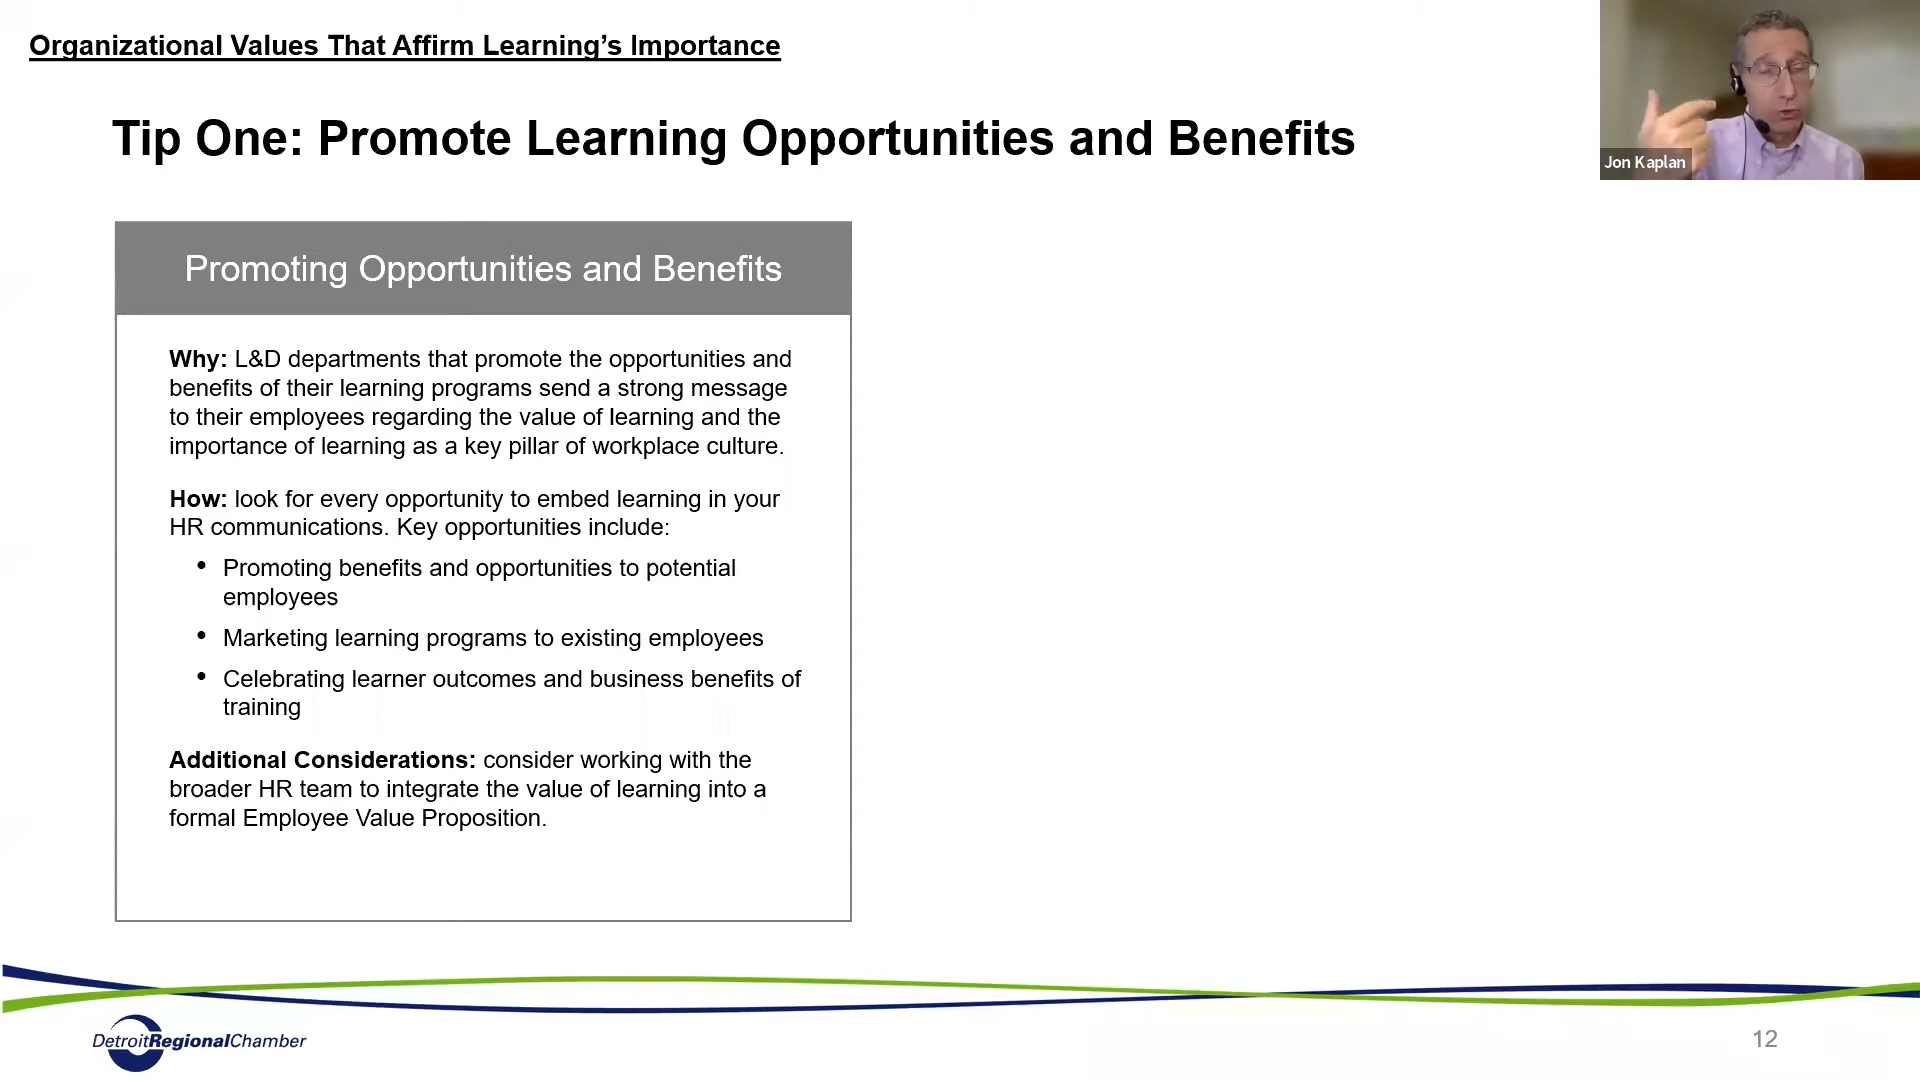 Organizational Values That Affirm Learning’s Importance
Tip One: Promote Learning Opportunities and Benefits
Jon Kaplan
Promoting Opportunities and Benefits
Why: L&D departments that promote the opportunities and
benefits of their learning programs send a strong message
to their employees regarding the value of learning and the
importance of learning as a key pillar of workplace culture.
How: look for every opportunity to embed learning in your
HR communications. Key opportunities include:
• Promoting benefits and opportunities to potential
employees
• Marketing learning programs to existing employees
• Celebrating learner outcomes and business benefits of
training
Additional Considerations: consider working with the
broader HR team to integrate the value of learning into a
formal Employee Value Proposition.
DetroitRegionalChamber
12